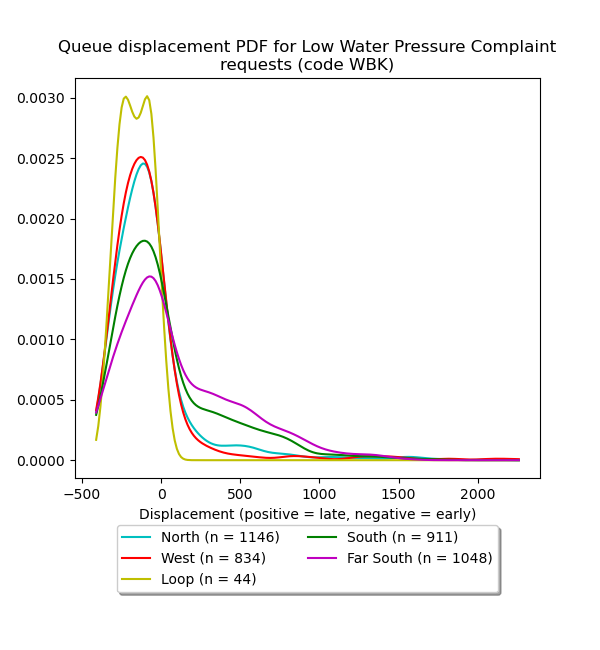 Queue displacement PDF for Low Water Pressure Complaint
requests (code WBK)
0.0030
0.0025
0.0020
0.0015
0.0010
0.0005
0.0000
−500 0 500 1000 1500 2000
Displacement (positive = late, negative = early)
North (n = 1146) South (n = 911)
West (n = 834) Far South (n = 1048)
Loop (n = 44)